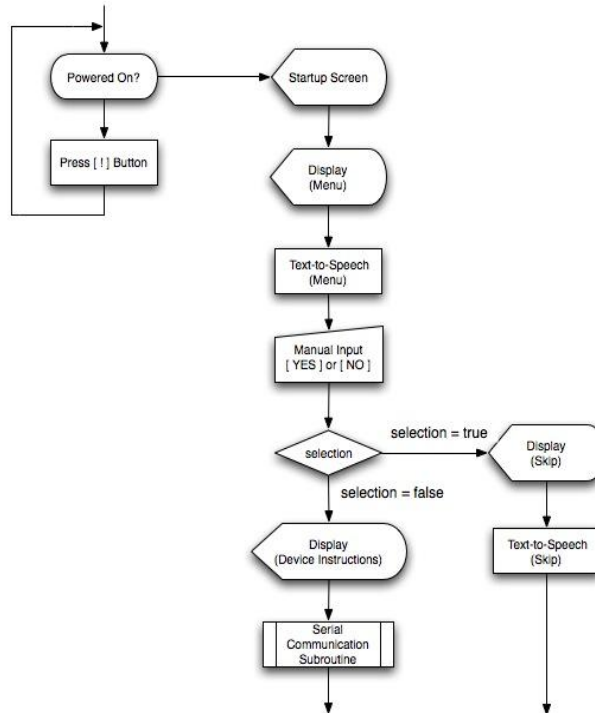 Powered On?
Startup Screen
Press [ ! ] Button
Display
(Menu)
Text-to-Speech
(Menu)
Manual Input
[ YES ] or [ NO ]
selection
selection = true
Display
(Skip)
selection = false
Display
(Device Instructions)
Text-to-Speech
(Skip)
Serial
Communication
Subroutine